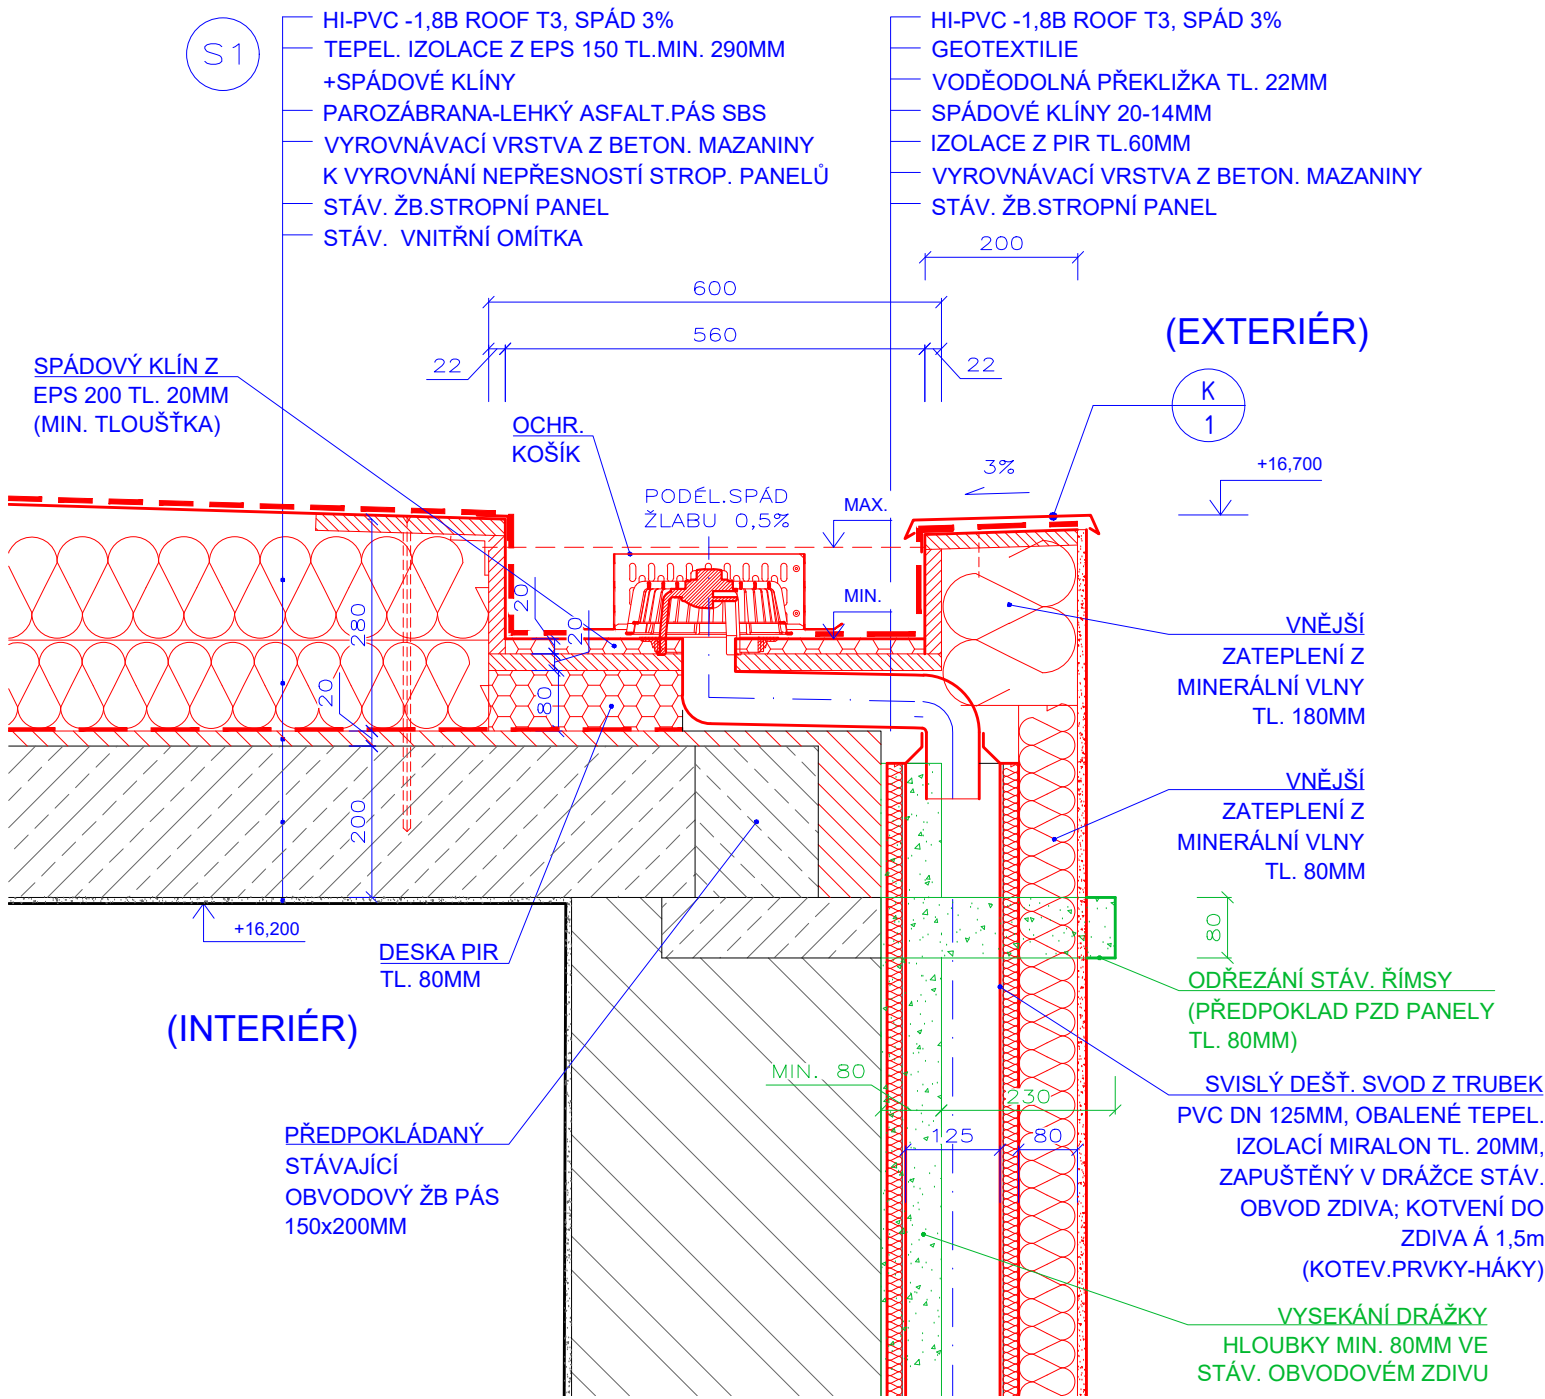 S1
HI-PVC -1,8B ROOF T3, SPÁD 3%
TEPEL. IZOLACE Z EPS 150 TL.MIN. 290MM
+SPÁDOVÉ KLÍNY
PAROZÁBRANA-LEHKÝ ASFALT.PÁS SBS
VYROVNÁVACÍ VRSTVA Z BETON. MAZANINY
K VYROVNÁNÍ NEPŘESNOSTÍ STROP. PANELŮ
STÁV. ŽB.STROPNÍ PANEL
STÁV. VNITŘNÍ OMÍTKA
HI-PVC -1,8B ROOF T3, SPÁD 3%
GEOTEXTILIE
VODĚODOLNÁ PŘEKLIŽKA TL. 22MM
SPÁDOVÉ KLÍNY 20-14MM
IZOLACE Z PIR TL.60MM
VYROVNÁVACÍ VRSTVA Z BETON. MAZANINY
STÁV. ŽB.STROPNÍ PANEL
200
600
560
22
22
(EXTERIÉR)
SPÁDOVÝ KLÍN Z
EPS 200 TL. 20MM
(MIN. TLOUŠŤKA)
OCHR.
KOŠÍK
K
1
3%
+16,700
PODÉL.SPÁD
ŽLABU 0,5%
MAX.
MIN.
20
20
280
20
80
200
VNĚJŠÍ
ZATEPLENÍ Z
MINERÁLNÍ VLNY
TL. 180MM
VNĚJŠÍ
ZATEPLENÍ Z
MINERÁLNÍ VLNY
TL. 80MM
+16,200
DESKA PIR
TL. 80MM
80
ODŘEZÁNÍ STÁV. ŘÍMSY
(PŘEDPOKLAD PZD PANELY
TL. 80MM)
(INTERIÉR)
MIN. 80
230
125
80
SVISLÝ DEŠŤ. SVOD Z TRUBEK
PVC DN 125MM, OBALENÉ TEPEL.
IZOLACÍ MIRALON TL. 20MM,
ZAPUŠTĚNÝ V DRÁŽCE STÁV.
OBVOD ZDIVA; KOTVENÍ DO
ZDIVA Á 1,5m
(KOTEV.PRVKY-HÁKY)
PŘEDPOKLÁDANÝ
STÁVAJÍCÍ
OBVODOVÝ ŽB PÁS
150x200MM
VYSEKÁNÍ DRÁŽKY
HLOUBKY MIN. 80MM VE
STÁV. OBVODOVÉM ZDIVU